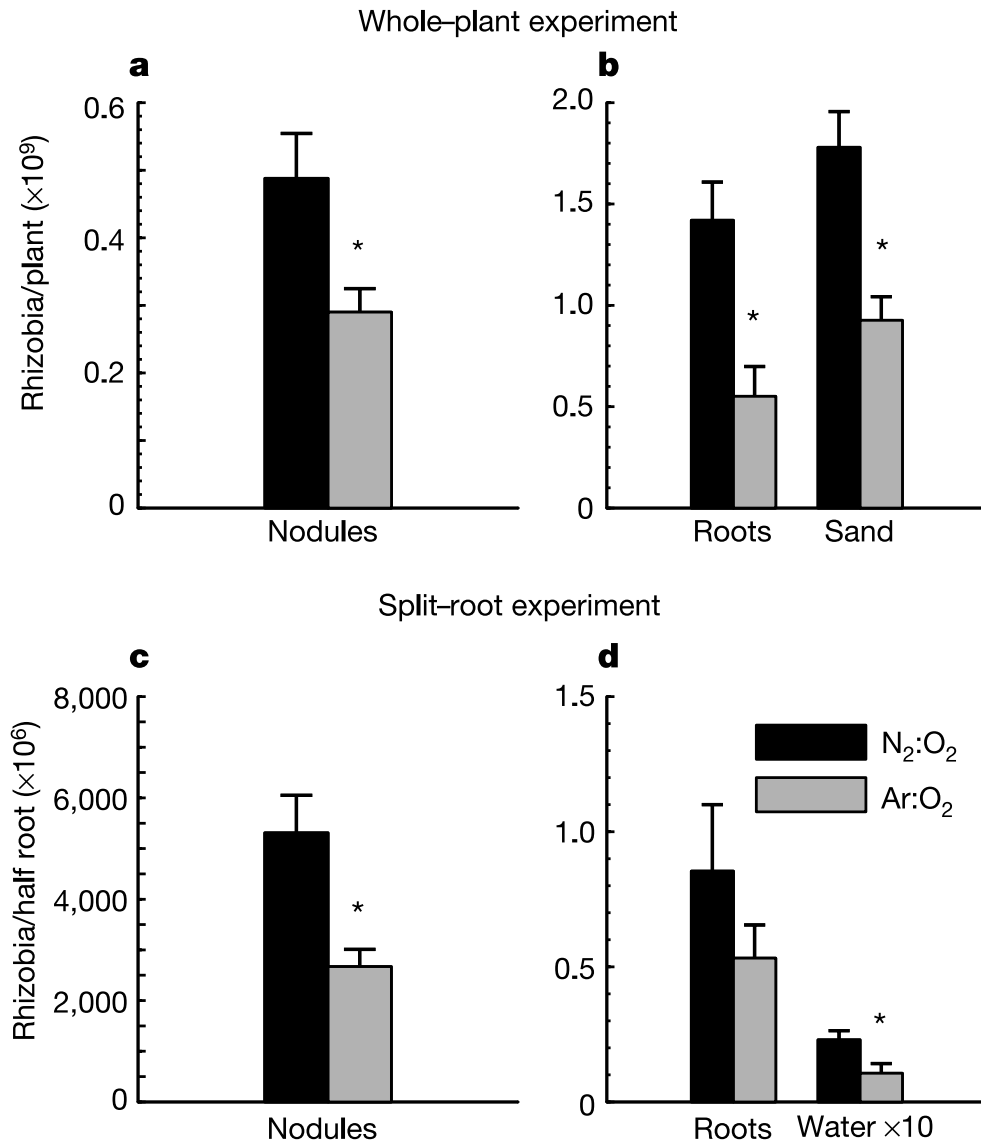 Whole–plant experiment
a
b
Rhizobia/plant (×10⁹)
0.6
0.4
0.2
0
Nodules
2.0
1.5
1.0
0.5
0
*
*
*
Roots
Sand
Split–root experiment
c
d
Rhizobia/half root (×10⁶)
8,000
6,000
4,000
2,000
0
*
Nodules
1.5
1.0
0.5
0
N₂:O₂
Ar:O₂
*
Roots
Water ×10